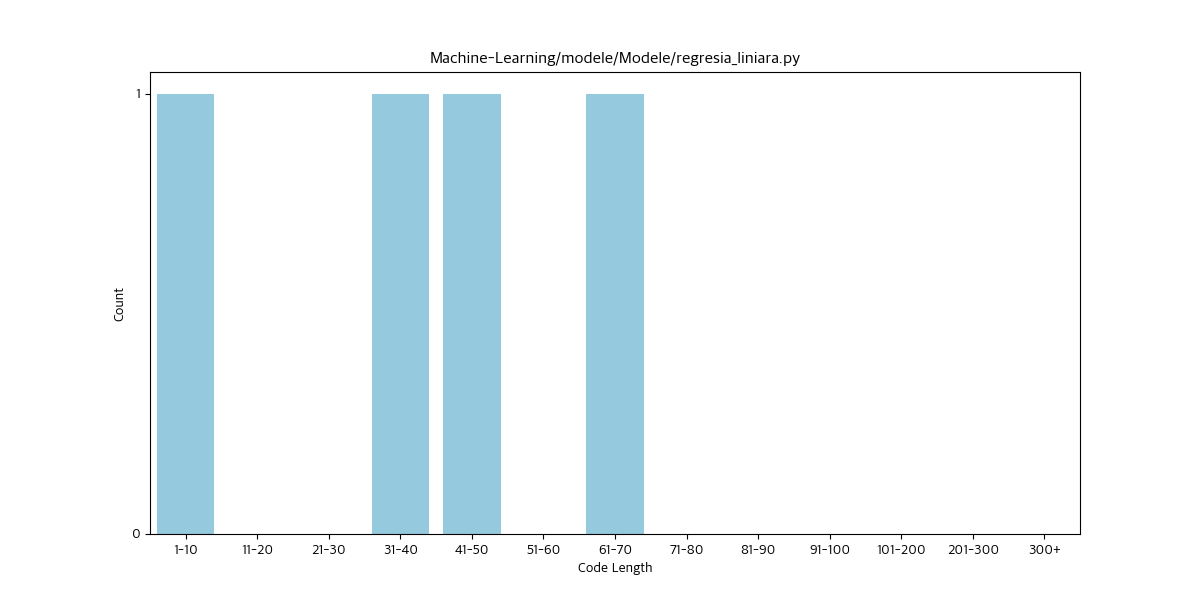 Machine-Learning/modele/Modele/regresia_liniara.py
1
Count
0
1-10 11-20 21-30 31-40 41-50 51-60 61-70 71-80 81-90 91-100 101-200 201-300 300+
Code Length